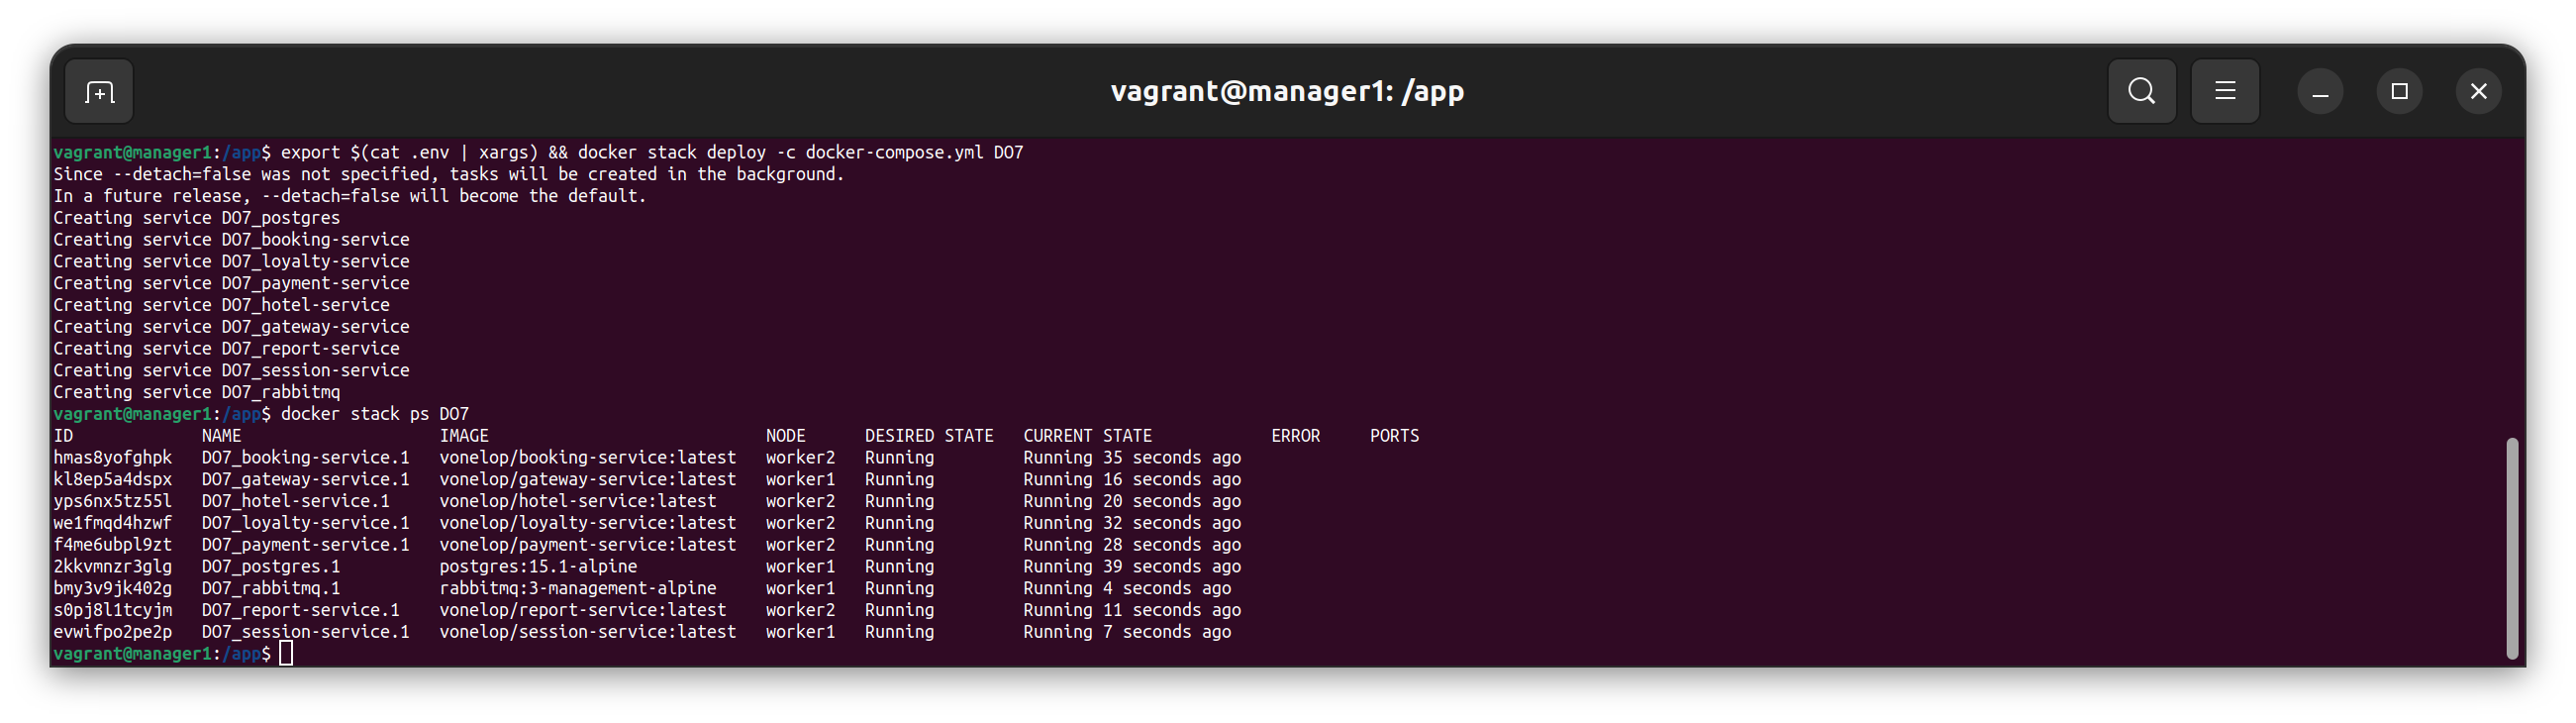 vagrant@manager1: /app
vagrant@manager1:/app$ export $(cat .env | xargs) && docker stack deploy -c docker-compose.yml DO7
Since --detach=false was not specified, tasks will be created in the background.
In a future release, --detach=false will become the default.
Creating service DO7_postgres
Creating service DO7_booking-service
Creating service DO7_loyalty-service
Creating service DO7_payment-service
Creating service DO7_hotel-service
Creating service DO7_gateway-service
Creating service DO7_report-service
Creating service DO7_session-service
Creating service DO7_rabbitmq
vagrant@manager1:/app$ docker stack ps DO7
ID             NAME                    IMAGE                            NODE      DESIRED STATE   CURRENT STATE            ERROR     PORTS
hmas8yofghpk   DO7_booking-service.1   vonelop/booking-service:latest   worker2   Running         Running 35 seconds ago
kl8ep5a4dspx   DO7_gateway-service.1   vonelop/gateway-service:latest   worker1   Running         Running 16 seconds ago
yps6nx5tz55l   DO7_hotel-service.1     vonelop/hotel-service:latest     worker2   Running         Running 20 seconds ago
we1fmqd4hzwf   DO7_loyalty-service.1   vonelop/loyalty-service:latest   worker2   Running         Running 32 seconds ago
f4me6ubpl9zt   DO7_payment-service.1   vonelop/payment-service:latest   worker2   Running         Running 28 seconds ago
2kkvmnzr3glg   DO7_postgres.1          postgres:15.1-alpine             worker1   Running         Running 39 seconds ago
bmy3v9jk402g   DO7_rabbitmq.1          rabbitmq:3-management-alpine     worker1   Running         Running 4 seconds ago
s0pj8l1tcyjm   DO7_report-service.1    vonelop/report-service:latest    worker2   Running         Running 11 seconds ago
evwifpo2pe2p   DO7_session-service.1   vonelop/session-service:latest   worker1   Running         Running 7 seconds ago
vagrant@manager1:/app$